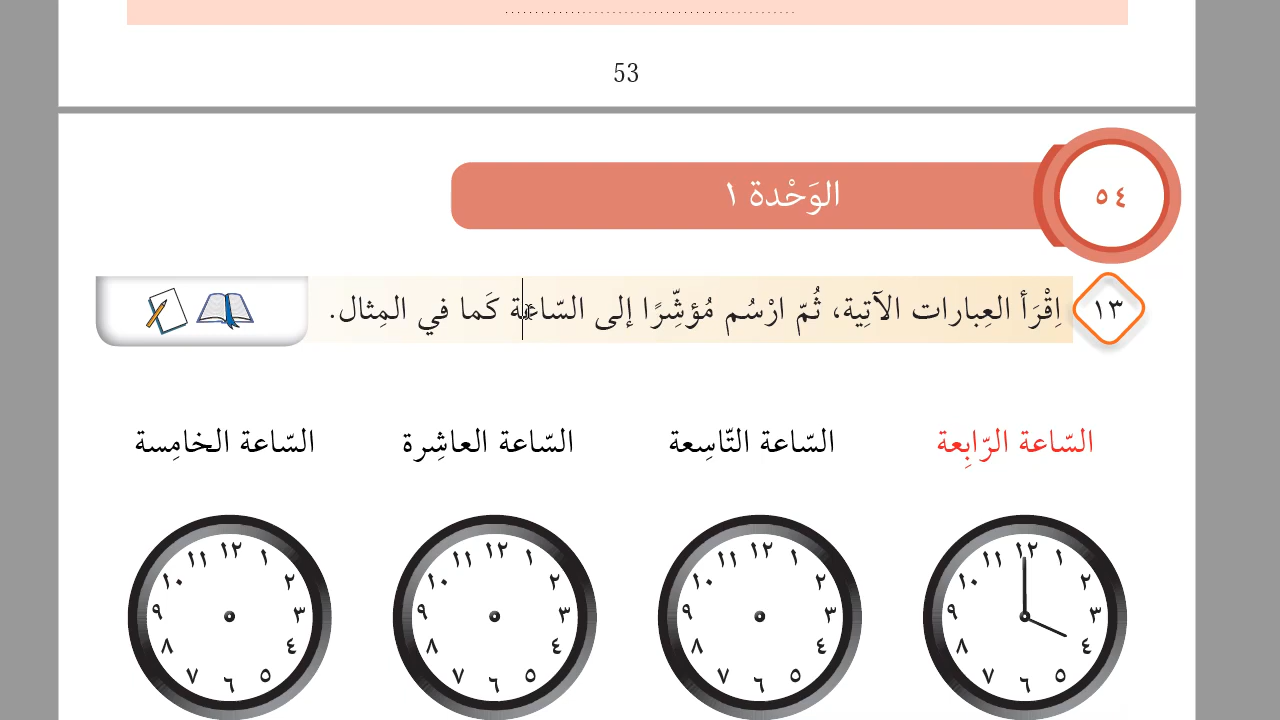 53
٥٤
الوَحْدة ١
١٣
اِقْرَأ العِبارات الآتِية، ثُمّ ارْسُم مُؤشِّرًا إلى السّاعة كَما في المِثال.
السّاعة الرّابِعة
السّاعة التّاسِعة
السّاعة العاشِرة
السّاعة الخامِسة
١٢ ١ ٢ ٣ ٤ ٥ ٦ ٧ ٨ ٩ ١٠ ١١
١٢ ١ ٢ ٣ ٤ ٥ ٦ ٧ ٨ ٩ ١٠ ١١
١٢ ١ ٢ ٣ ٤ ٥ ٦ ٧ ٨ ٩ ١٠ ١١
١٢ ١ ٢ ٣ ٤ ٥ ٦ ٧ ٨ ٩ ١٠ ١١